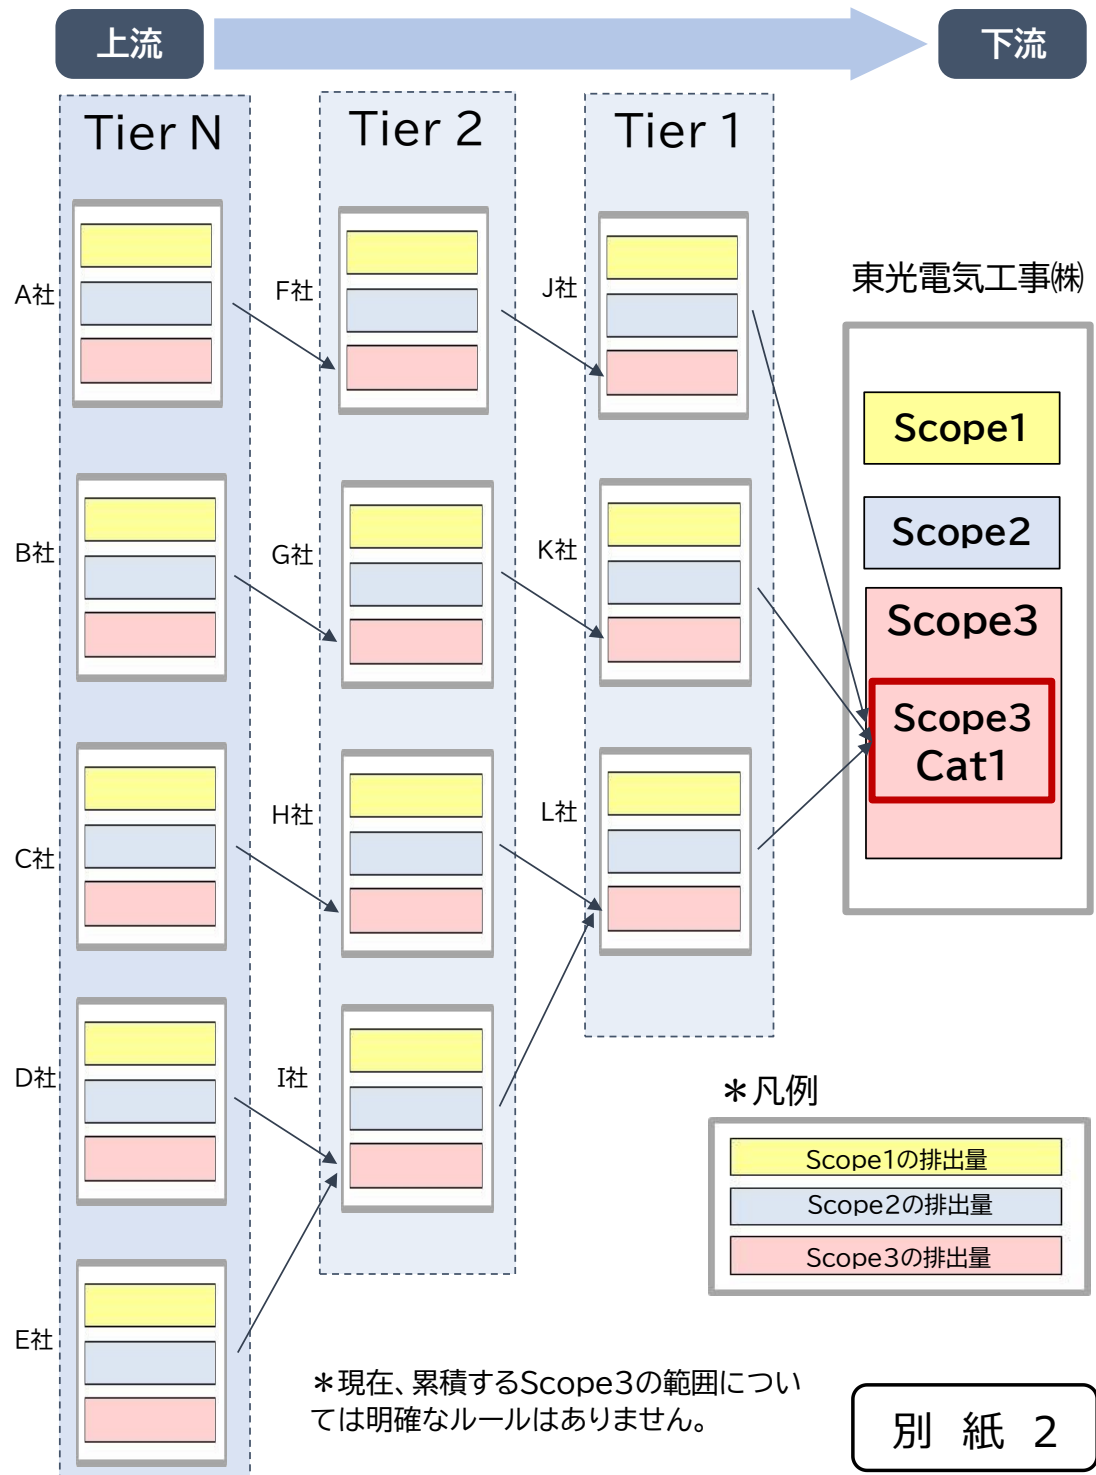 上流
下流
Tier N
Tier 2
Tier 1
A社
F社
J社
東光電気工事㈱
Scope1
Scope2
Scope3
Scope3
Cat1
B社
G社
K社
C社
H社
L社
D社
I社
E社
＊凡例
Scope1の排出量
Scope2の排出量
Scope3の排出量
＊現在、累積するScope3の範囲につい
ては明確なルールはありません。
別 紙 2